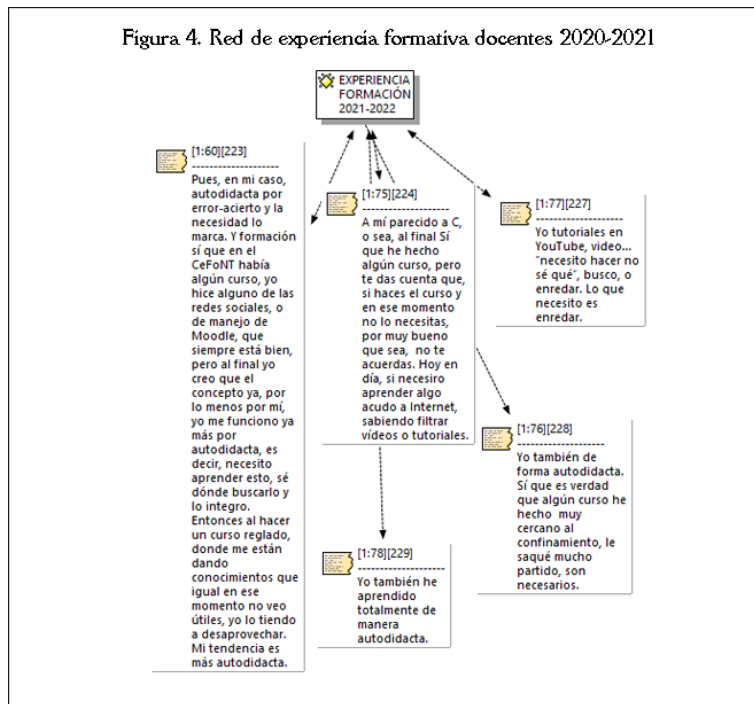 Figura 4. Red de experiencia formativa docentes 2020-2021
EXPERIENCIA
FORMACIÓN
2021-2022
[1:60][223]
--------------------
Pues, en mi caso,
autodidacta por
error-acierto y la
necesidad lo
marca. Y formación
sí que en el
CeFoNT había
algún curso, yo
hice alguno de las
redes sociales, o
de manejo de
Moodle, que
siempre está bien,
pero al final yo
creo que el
concepto ya, por
lo menos por mí,
yo me funciono ya
más por
autodidacta, es
decir, necesito
aprender esto, sé
dónde buscarlo y
lo integro.
Entonces al hacer
un curso reglado,
donde me están
dando
conocimientos que
igual en ese
momento no veo
útiles, yo lo tiendo
a desaprovechar.
Mi tendencia es
más autodidacta.
[1:75][224]
--------------------
A mí parecido a C,
o sea, al final Sí
que he hecho
algún curso, pero
te das cuenta que,
si haces el curso y
en ese momento
no lo necesitas,
por muy bueno
que sea, no te
acuerdas. Hoy en
día, si necesiro
aprender algo
acudo a Internet,
sabiendo filtrar
vídeos o tutoriales.
[1:77][227]
--------------------
Yo tutoriales en
YouTube, video...
"necesito hacer no
sé qué", busco, o
enredar. Lo que
necesito es
enredar.
[1:76][228]
--------------------
Yo también de
forma autodidacta.
Sí que es verdad
que algún curso he
hecho muy
cercano al
confinamiento, le
saqué mucho
partido, son
necesarios.
[1:78][229]
--------------------
Yo también he
aprendido
totalmente de
manera
autodidacta.